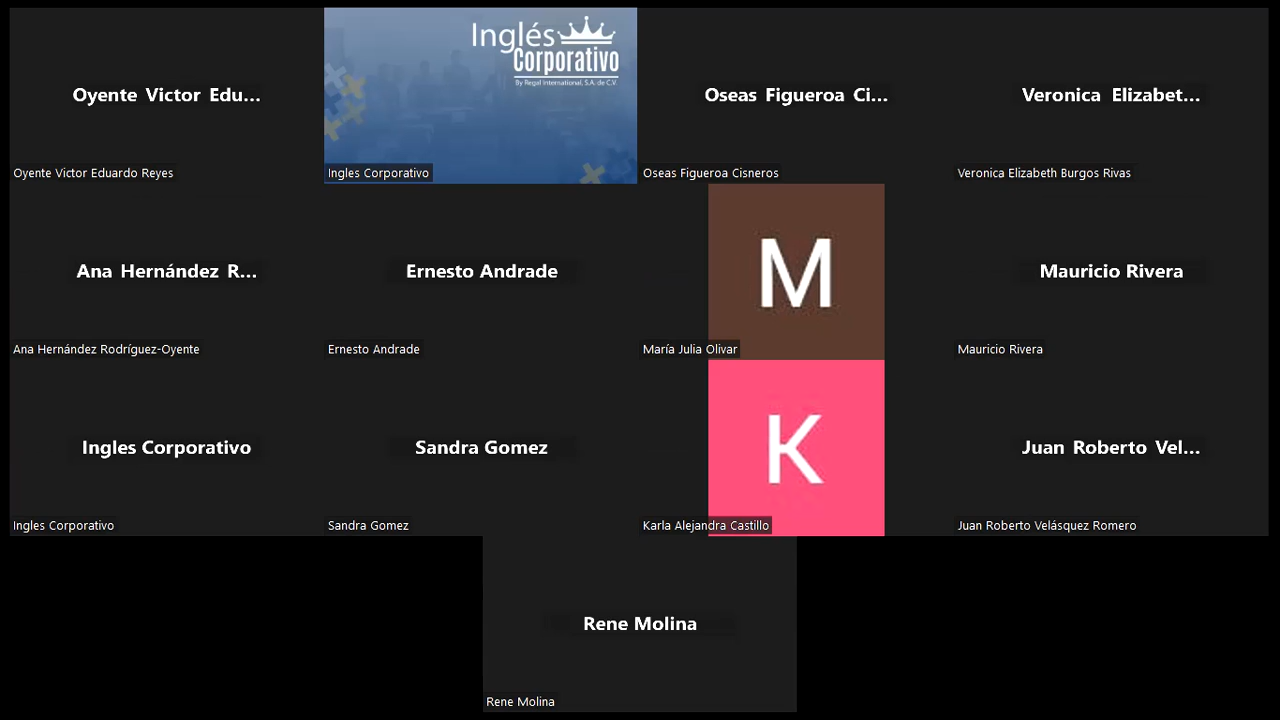 Oyente Victor Edu...
Oyente Victor Eduardo Reyes
Inglés
Corporativo
By Regal International, S.A. de C.V.
Ingles Corporativo
Oseas Figueroa Ci...
Oseas Figueroa Cisneros
Veronica Elizabet...
Veronica Elizabeth Burgos Rivas
Ana Hernández R...
Ana Hernández Rodríguez-Oyente
Ernesto Andrade
Ernesto Andrade
M
María Julia Olivar
Mauricio Rivera
Mauricio Rivera
Ingles Corporativo
Ingles Corporativo
Sandra Gomez
Sandra Gomez
K
Karla Alejandra Castillo
Juan Roberto Vel...
Juan Roberto Velásquez Romero
Rene Molina
Rene Molina